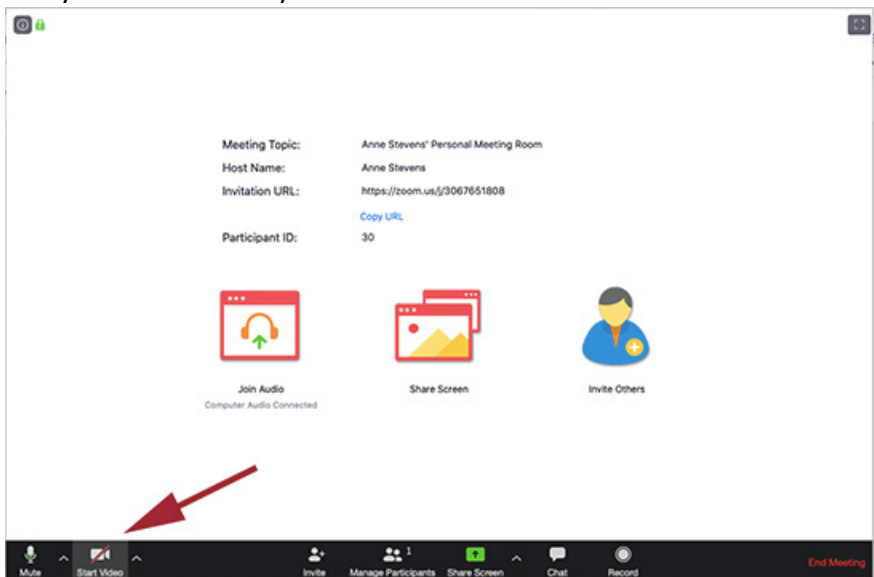 Meeting Topic: Anne Stevens' Personal Meeting Room
Host Name: Anne Stevens
Invitation URL: https://zoom.us/j/3067651808
Copy URL
Participant ID: 30
Join Audio
Share Screen
Invite Others
Computer Audio Connected
Mute
Start Video
Invite
1
Manage Participants
Share Screen
Chat
Record
End Meeting